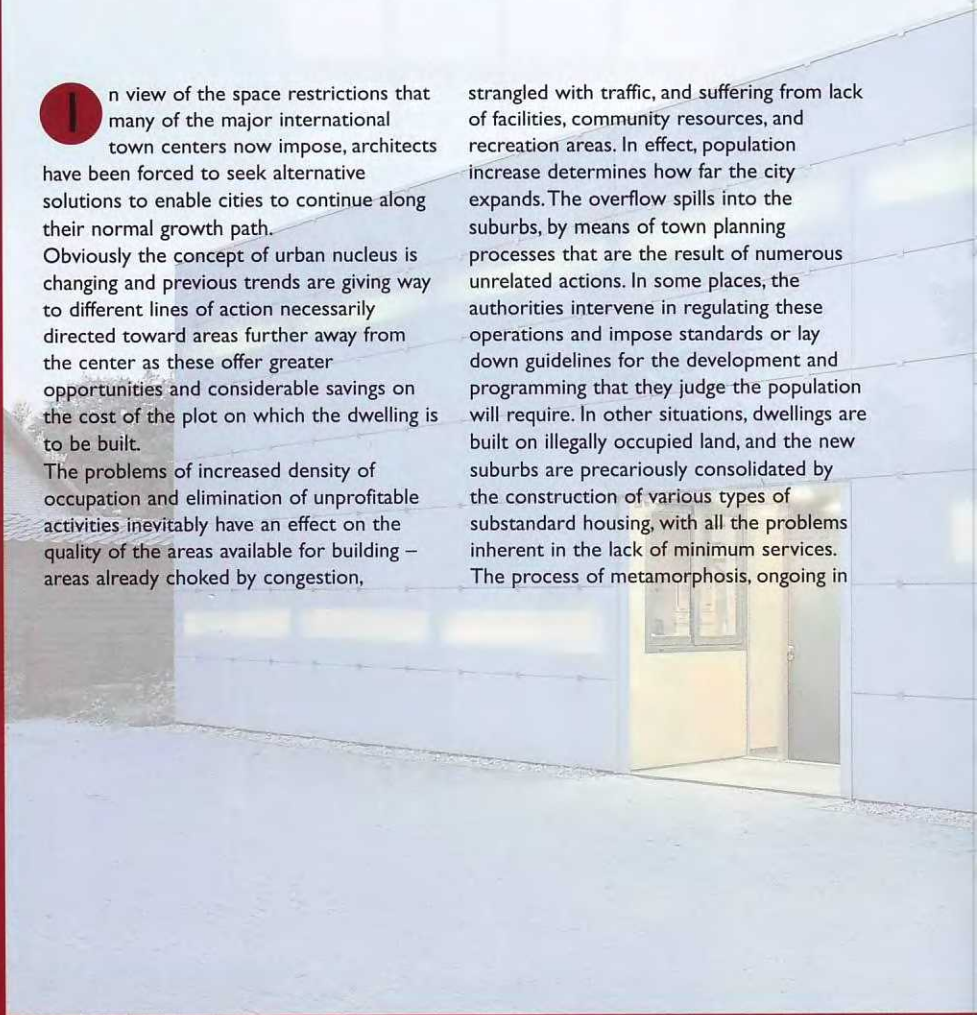 In view of the space restrictions that
many of the major international
town centers now impose, architects
have been forced to seek alternative
solutions to enable cities to continue along
their normal growth path.
Obviously the concept of urban nucleus is
changing and previous trends are giving way
to different lines of action necessarily
directed toward areas further away from
the center as these offer greater
opportunities and considerable savings on
the cost of the plot on which the dwelling is
to be built.
The problems of increased density of
occupation and elimination of unprofitable
activities inevitably have an effect on the
quality of the areas available for building –
areas already choked by congestion,
strangled with traffic, and suffering from lack
of facilities, community resources, and
recreation areas. In effect, population
increase determines how far the city
expands. The overflow spills into the
suburbs, by means of town planning
processes that are the result of numerous
unrelated actions. In some places, the
authorities intervene in regulating these
operations and impose standards or lay
down guidelines for the development and
programming that they judge the population
will require. In other situations, dwellings are
built on illegally occupied land, and the new
suburbs are precariously consolidated by
the construction of various types of
substandard housing, with all the problems
inherent in the lack of minimum services.
The process of metamorphosis, ongoing in